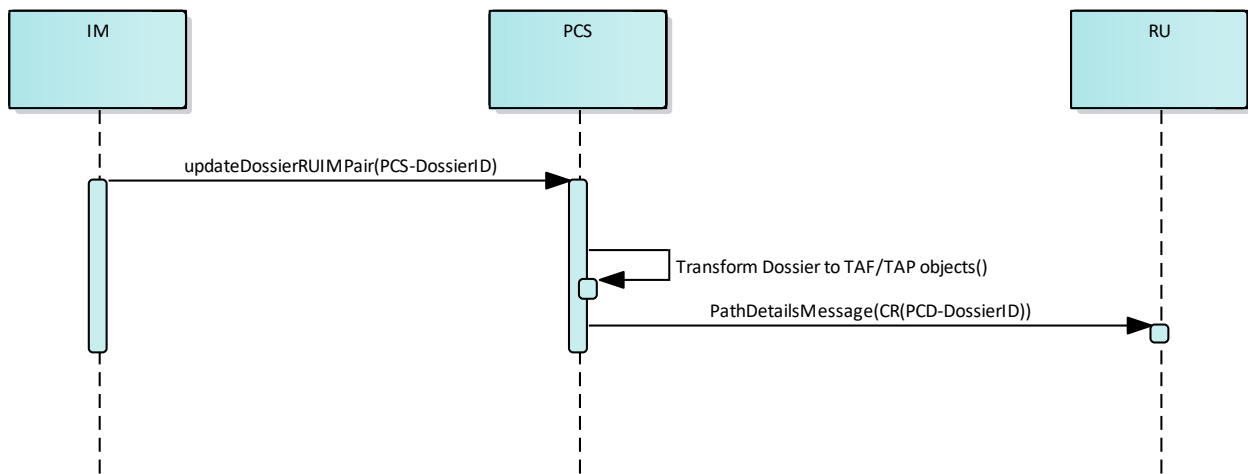 IM
PCS
RU
updateDossierRUIMPair(PCS-DossierID)
Transform Dossier to TAF/TAP objects()
PathDetailsMessage(CR(PCD-DossierID))